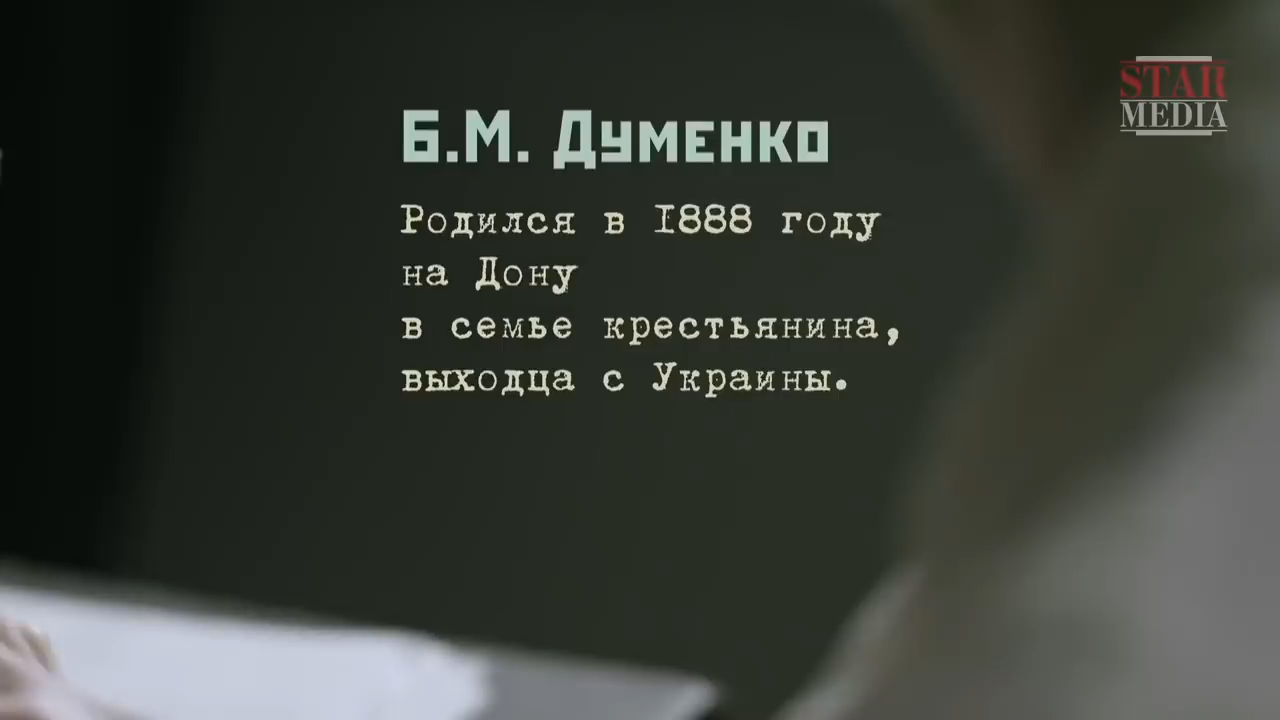 STAR
MEDIA
Б.М. Думенко
Родился в 1888 году
на Дону
в семье крестьянина,
выходца с Украины.